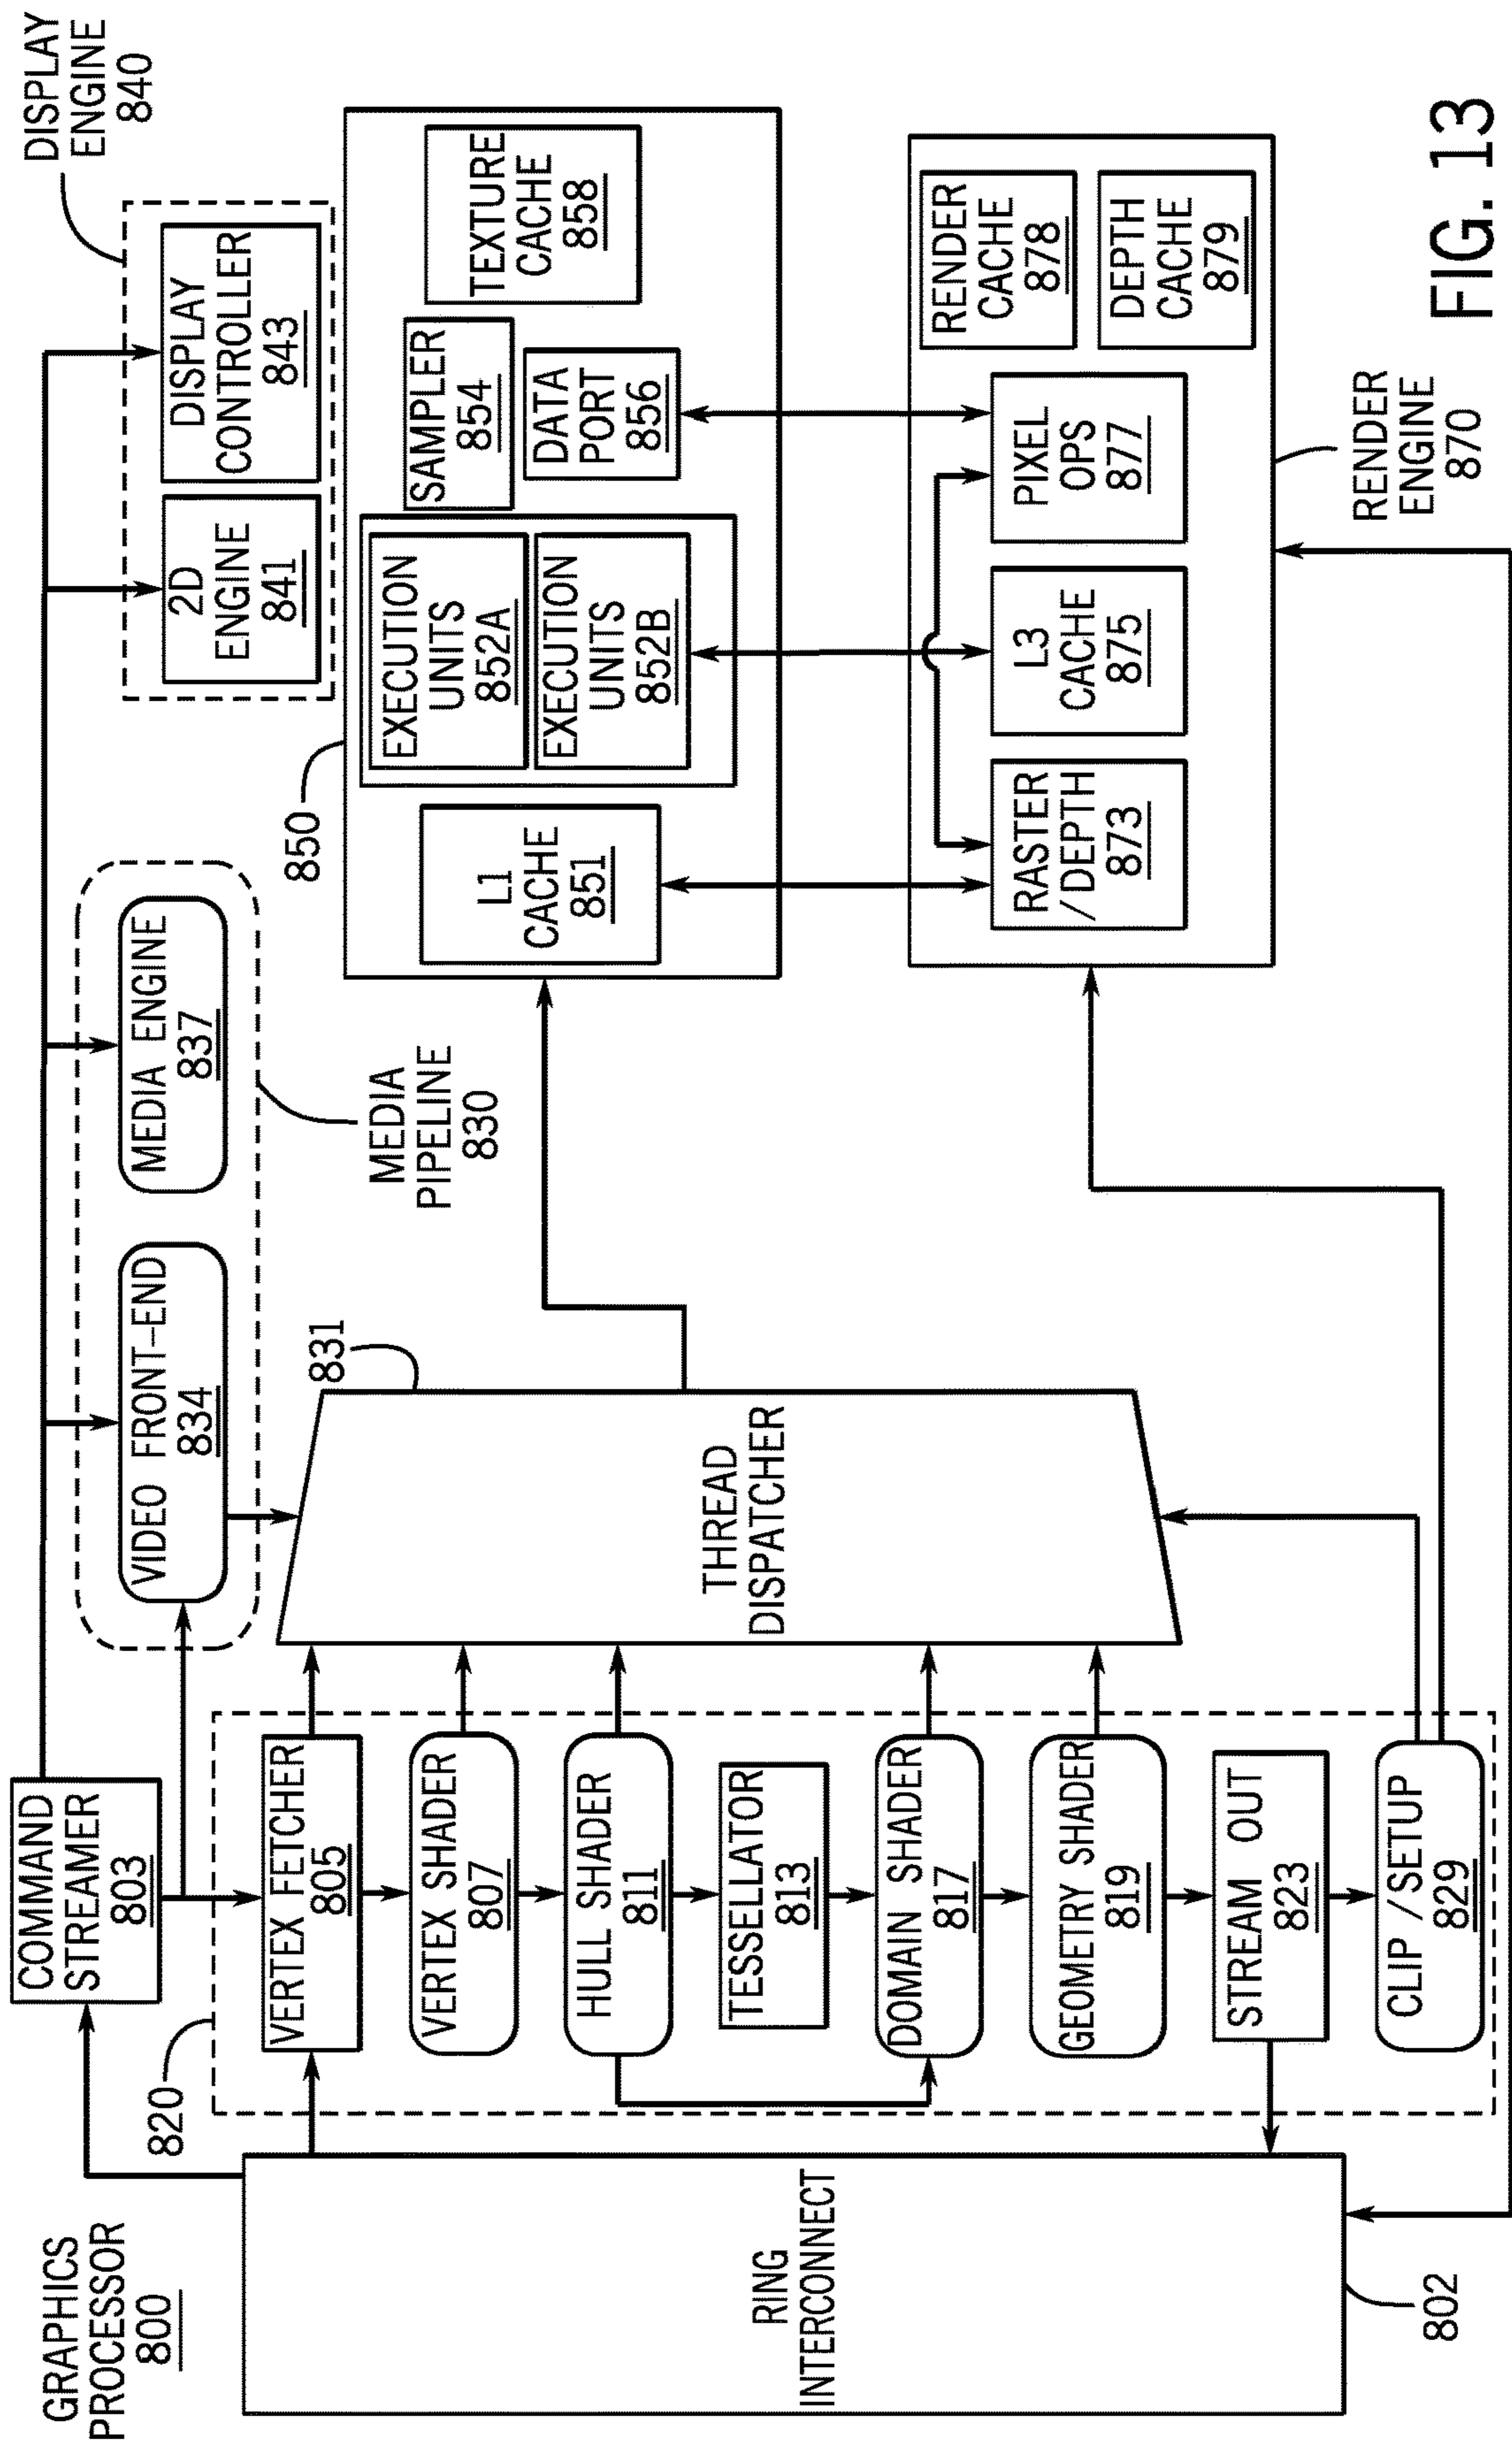 GRAPHICS
PROCESSOR
800
COMMAND
STREAMER
803
DISPLAY
ENGINE
840
820
VERTEX FETCHER
805
VERTEX SHADER
807
HULL SHADER
811
TESSELLATOR
813
DOMAIN SHADER
817
GEOMETRY SHADER
819
STREAM OUT
823
CLIP/SETUP
829
RING
INTERCONNECT
802
VIDEO FRONT-END
834
MEDIA ENGINE
837
MEDIA
PIPELINE
830
THREAD
DISPATCHER
831
2D
ENGINE
841
DISPLAY
CONTROLLER
843
850
L1
CACHE
851
EXECUTION
UNITS
852A
EXECUTION
UNITS
852B
SAMPLER
854
DATA
PORT
856
TEXTURE
CACHE
858
RASTER
/DEPTH
873
L3
CACHE
875
PIXEL
OPS
877
RENDER
CACHE
878
DEPTH
CACHE
879
RENDER
ENGINE
870
FIG. 13